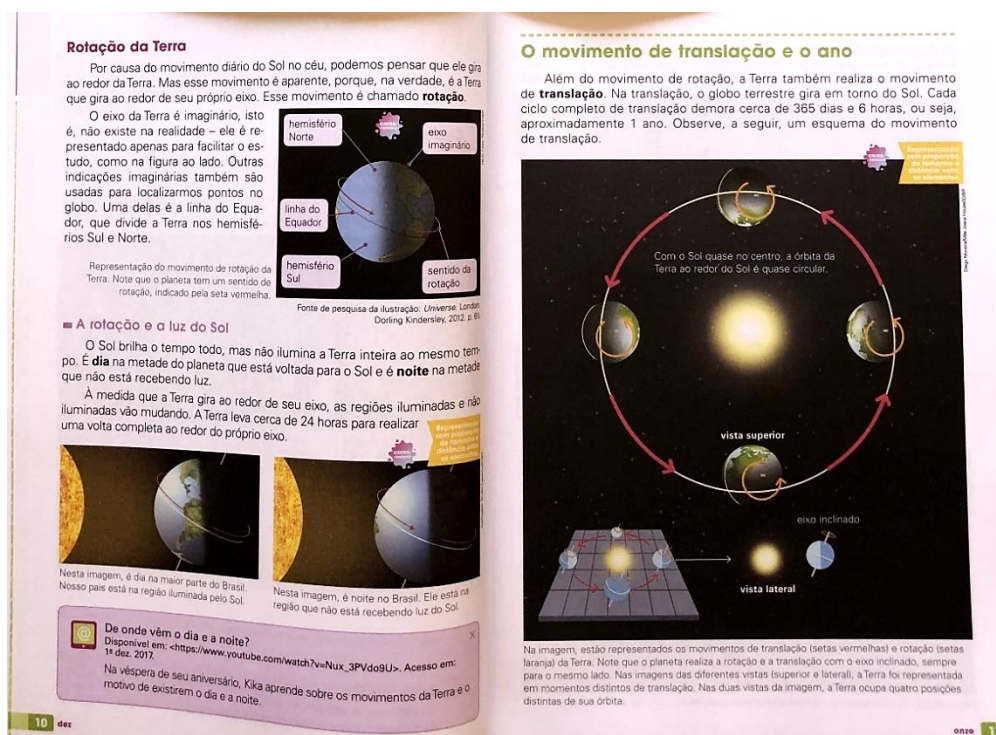 Rotação da Terra
Por causa do movimento diário do Sol no céu, podemos pensar que ele gira
ao redor da Terra. Mas esse movimento é aparente, porque, na verdade, é a Terra
que gira ao redor de seu próprio eixo. Esse movimento é chamado rotação.
O eixo da Terra é imaginário, isto
é, não existe na realidade – ele é re-
presentado apenas para facilitar o es-
tudo, como na figura ao lado. Outras
indicações imaginárias também são
usadas para localizarmos pontos no
globo. Uma delas é a linha do Equa-
dor, que divide a Terra nos hemisfé-
rios Sul e Norte.
hemisfério
Norte
eixo
imaginário
linha do
Equador
hemisfério
Sul
sentido da
rotação
Representação do movimento de rotação da
Terra. Note que o planeta tem um sentido de
rotação, indicado pela seta vermelha.
Fonte de pesquisa da ilustração: Universe. London:
Dorling Kindersley, 2012. p.
A rotação e a luz do Sol
O Sol brilha o tempo todo, mas não ilumina a Terra inteira ao mesmo tem-
po. É dia na metade do planeta que está voltada para o Sol e é noite na metade
que não está recebendo luz.
À medida que a Terra gira ao redor de seu eixo, as regiões iluminadas e não
iluminadas vão mudando. A Terra leva cerca de 24 horas para realizar
uma volta completa ao redor do próprio eixo.
Representação
sem proporção
de tamanho e
distância entre
os elementos.
Nesta imagem, é dia na maior parte do Brasil.
Nosso país está na região iluminada pelo Sol.
Nesta imagem, é noite no Brasil. Ele está na
região que não está recebendo luz do Sol.
@
De onde vêm o dia e a noite?
Disponível em: <https://www.youtube.com/watch?v=Nux_3PVdo9U>. Acesso em:
1º dez. 2017.
Na véspera de seu aniversário, Kika aprende sobre os movimentos da Terra e o
motivo de existirem o dia e a noite.
10 dez
O movimento de translação e o ano
Além do movimento de rotação, a Terra também realiza o movimento
de translação. Na translação, o globo terrestre gira em torno do Sol. Cada
ciclo completo de translação demora cerca de 365 dias e 6 horas, ou seja,
aproximadamente 1 ano. Observe, a seguir, um esquema do movimento
de translação.
Representação
sem proporção
de tamanho e
distância entre
os elementos.
Com o Sol quase no centro, a órbita da
Terra ao redor do Sol é quase circular.
vista superior
eixo inclinado
vista lateral
Na imagem, estão representados os movimentos de translação (setas vermelhas) e rotação (setas
laranja) da Terra. Note que o planeta realiza a rotação e a translação com o eixo inclinado, sempre
para o mesmo lado. Nas imagens das diferentes vistas (superior e lateral), a Terra foi representada
em momentos distintos de translação. Nas duas vistas da imagem, a Terra ocupa quatro posições
distintas de sua órbita.
onze